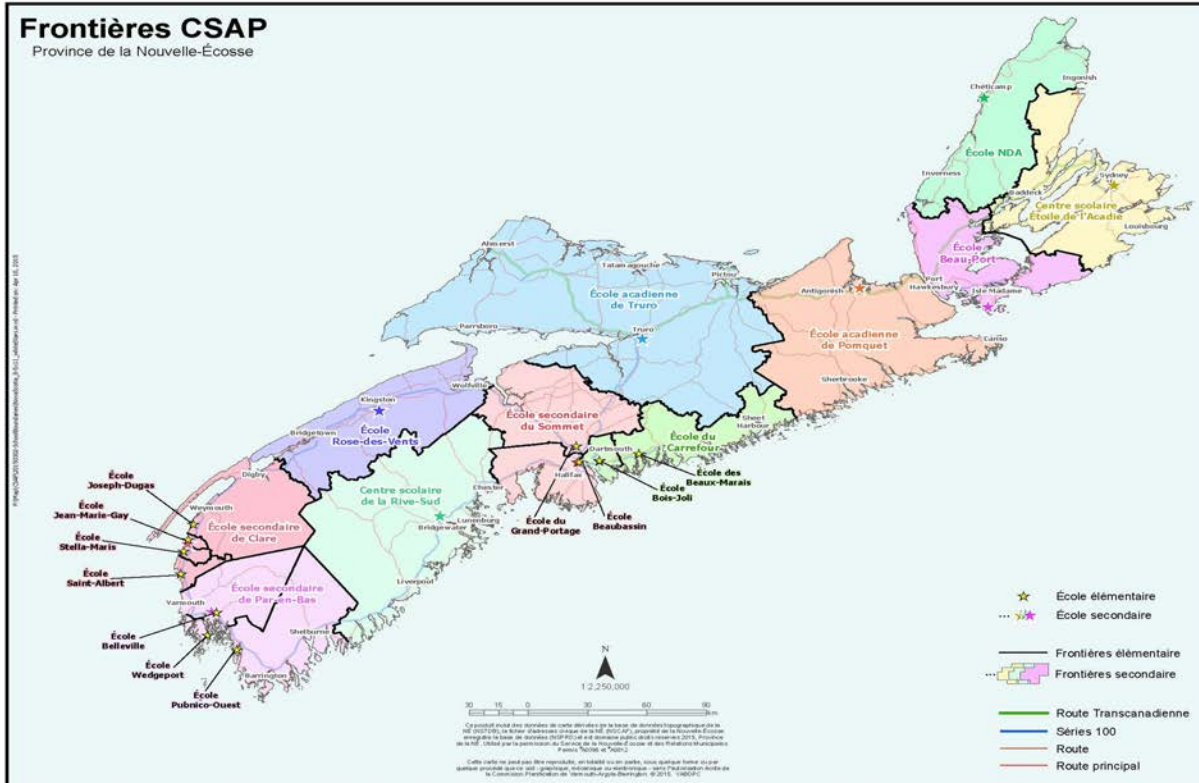 Frontières CSAP
Province de la Nouvelle-Écosse
Ingonish
Chéticamp
École NDA
Inverness
Baddeck
Sydney
Centre scolaire
Étoile de l'Acadie
Louisbourg
École
Beau-Port
Port
Hawkesbury
Isle Madame
Amherst
Tatamagouche
Pictou
École acadienne
de Truro
Antigonish
Parrsboro
Truro
École acadienne
de Pomquet
Canso
Sherbrooke
Wolfville
Kingston
École secondaire
du Sommet
Sheet
Harbour
École
Rose-des-Vents
Bridgetown
Dartmouth
École du
Carrefour
Halifax
École des
Beaux-Marais
École
Bois-Joli
Digby
École
Joseph-Dugas
Weymouth
Centre scolaire
de la Rive-Sud
Chester
École
Jean-Marie-Gay
Lunenburg
École du
Grand-Portage
École
Beaubassin
École secondaire
de Clare
Bridgewater
École
Stella-Maris
École
Saint-Albert
Liverpool
École secondaire
de Par-en-Bas
Yarmouth
Shelburne
École
Belleville
École
Wedgeport
Barrington
École
Pubnico-Ouest
École élémentaire
École secondaire
Frontières élémentaire
Frontières secondaire
Route Transcanadienne
Séries 100
Route
Route principal
N
1:2,250,000
30 15 0 30 60 90
km